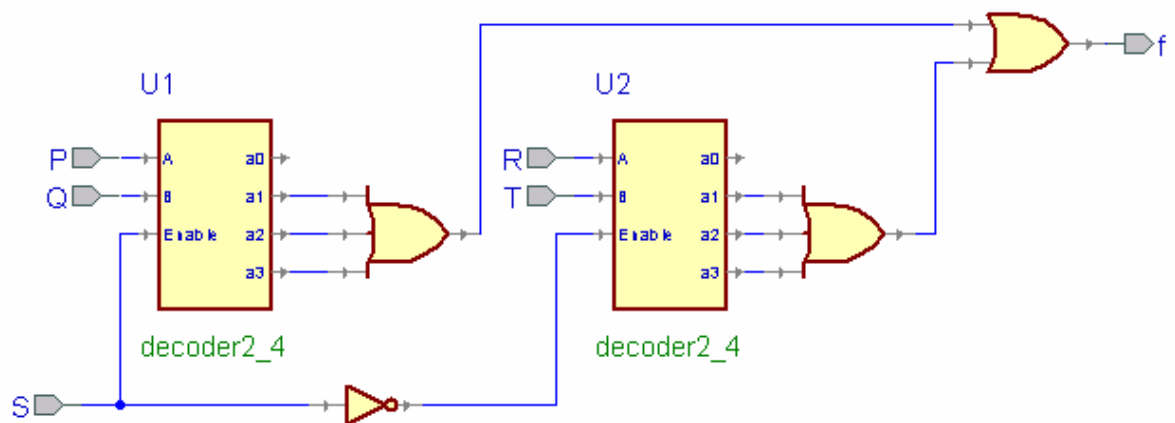 f
U1
U2
P
A
a0
R
A
a0
Q
B
a1
T
B
a1
Enable
a2
Enable
a2
a3
a3
decoder2_4
decoder2_4
S